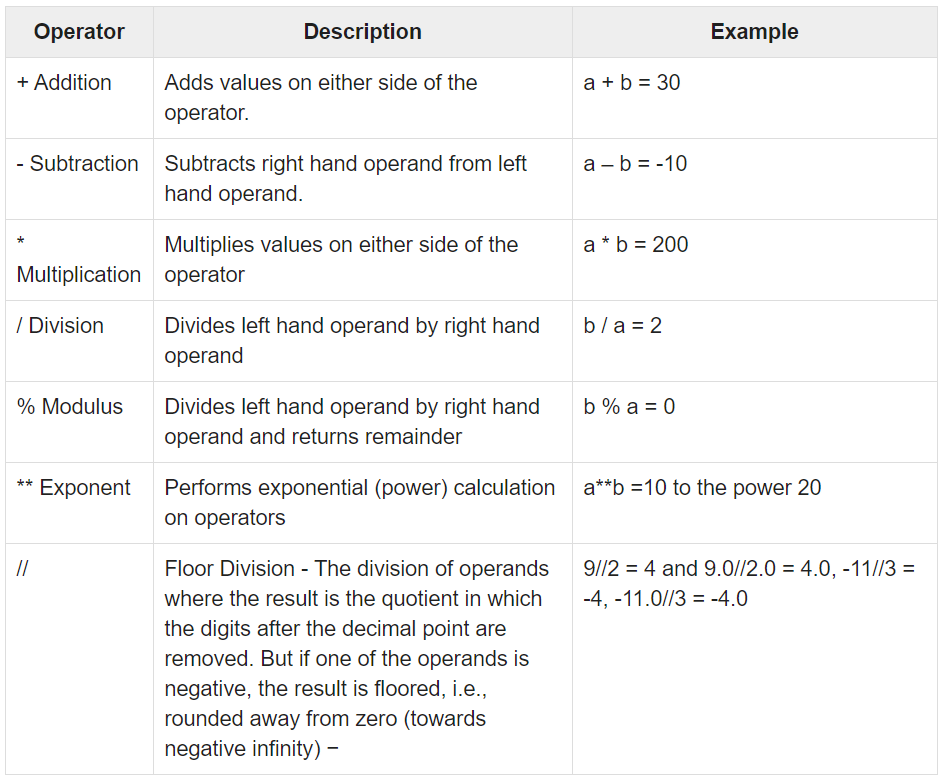 Operator Description Example
+ Addition Adds values on either side of the a + b = 30
operator.
- Subtraction Subtracts right hand operand from left a – b = -10
hand operand.
* Multiplies values on either side of the a * b = 200
Multiplication operator
/ Division Divides left hand operand by right hand b / a = 2
operand
% Modulus Divides left hand operand by right hand b % a = 0
operand and returns remainder
** Exponent Performs exponential (power) calculation a**b =10 to the power 20
on operators
// Floor Division - The division of operands 9//2 = 4 and 9.0//2.0 = 4.0, -11//3 =
where the result is the quotient in which -4, -11.0//3 = -4.0
the digits after the decimal point are
removed. But if one of the operands is
negative, the result is floored, i.e.,
rounded away from zero (towards
negative infinity) −